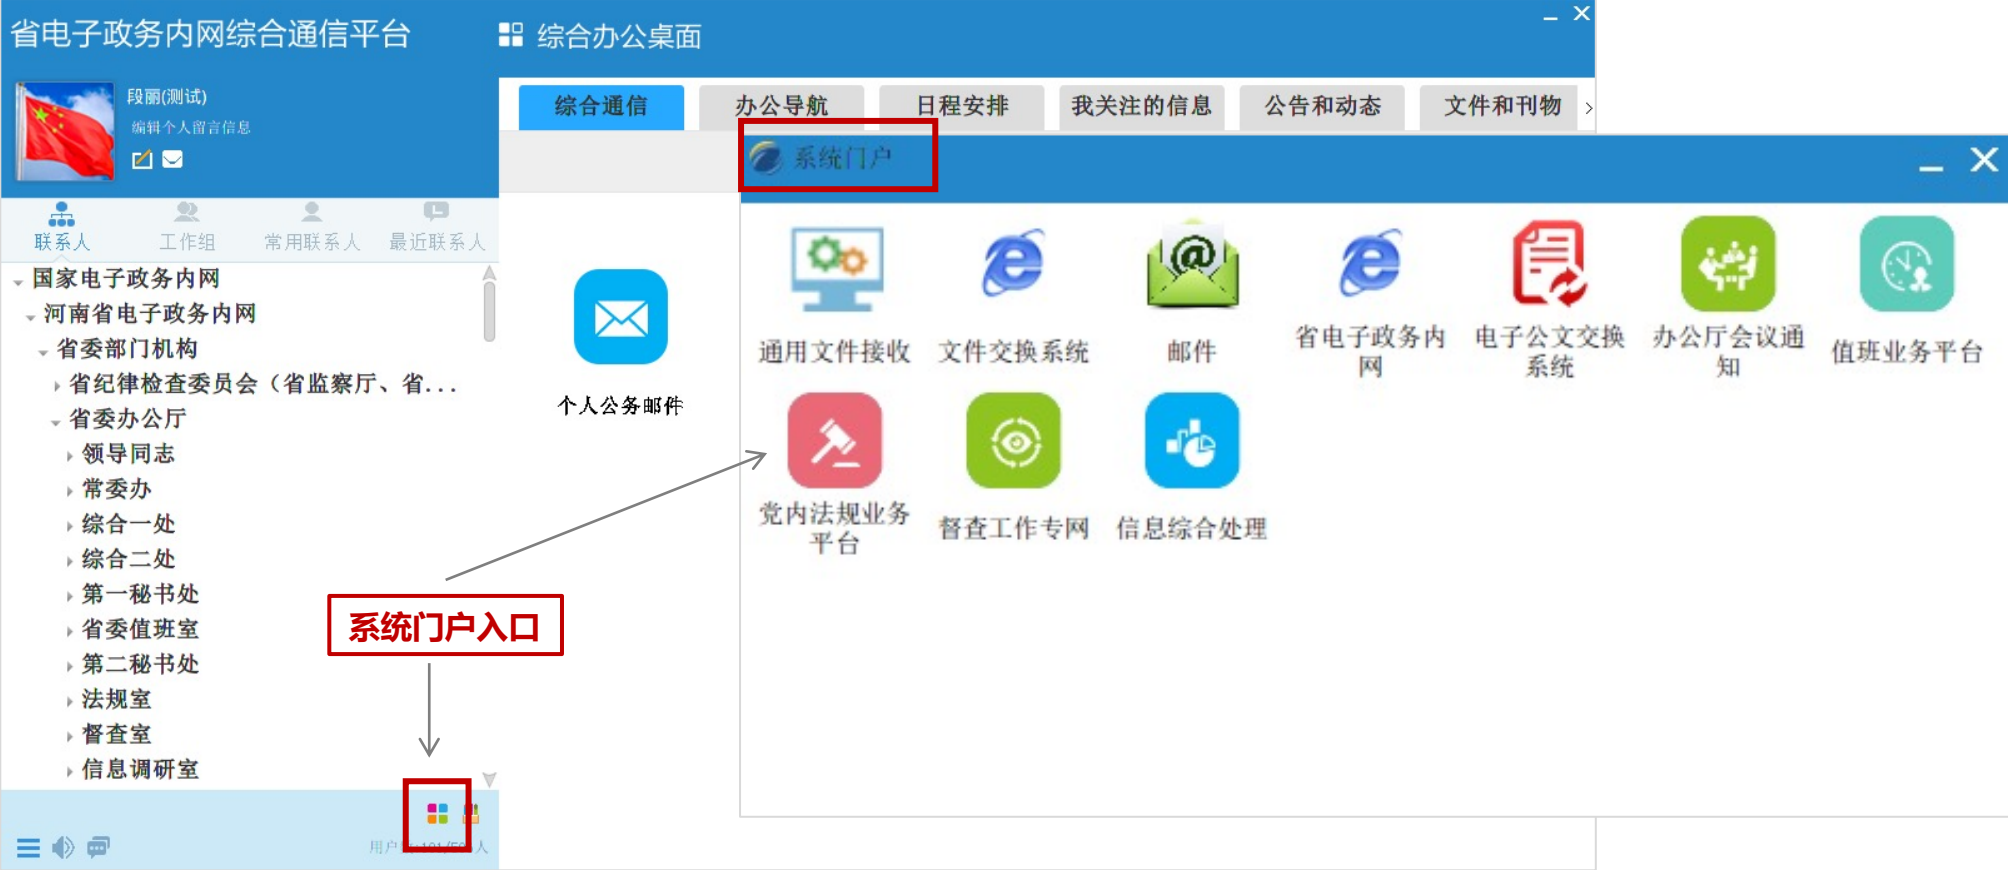 省电子政务内网综合通信平台
段丽(测试)
编辑个人留言信息
联系人
工作组
常用联系人
最近联系人
国家电子政务内网
河南省电子政务内网
省委部门机构
省纪律检查委员会（省监察厅、省...
省委办公厅
领导同志
常委办
综合一处
综合二处
第一秘书处
省委值班室
第二秘书处
法规室
督查室
信息调研室
用户
人
综合办公桌面
综合通信
办公导航
日程安排
我关注的信息
公告和动态
文件和刊物
个人公务邮件
系统门户入口
系统门户
通用文件接收
文件交换系统
邮件
省电子政务内
网
电子公文交换
系统
办公厅会议通
知
值班业务平台
党内法规业务
平台
督查工作专网
信息综合处理